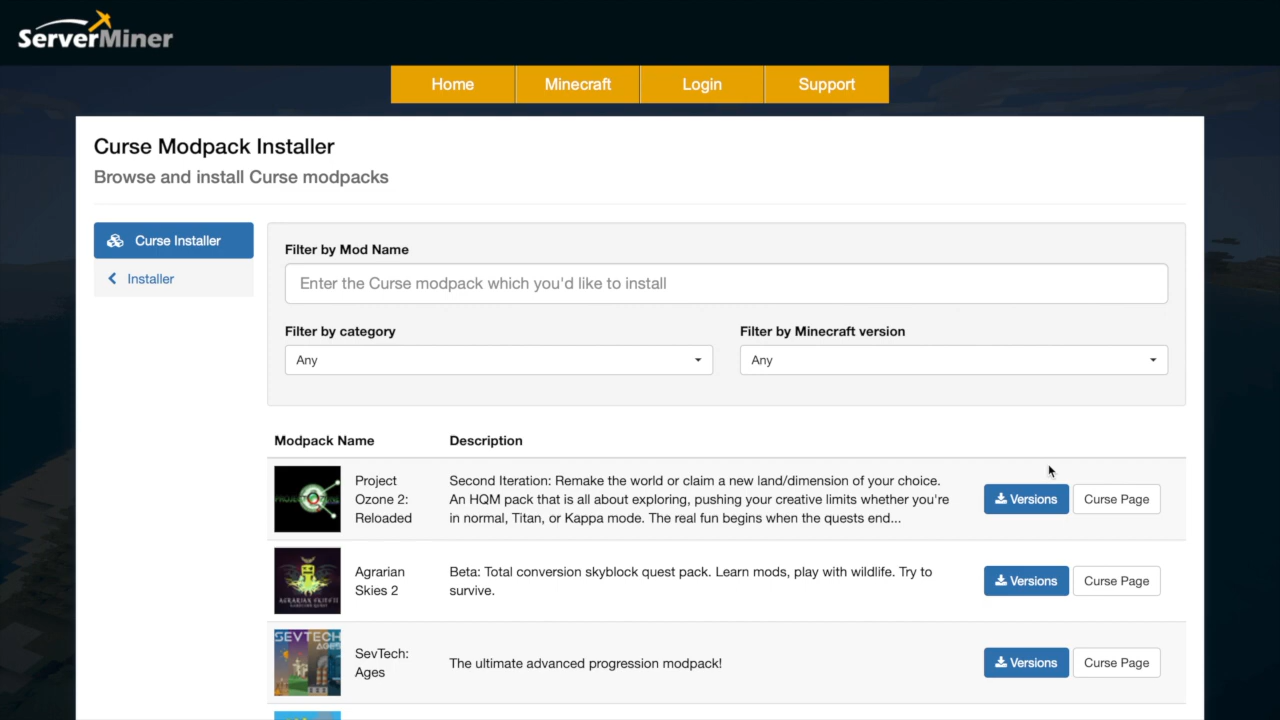 ServerMiner
Home
Minecraft
Login
Support
Curse Modpack Installer
Browse and install Curse modpacks
Curse Installer
Installer
Filter by Mod Name
Enter the Curse modpack which you'd like to install
Filter by category
Filter by Minecraft version
Any
Any
Modpack Name
Description
Project
Ozone 2:
Reloaded
Second Iteration: Remake the world or claim a new land/dimension of your choice.
An HQM pack that is all about exploring, pushing your creative limits whether you're
in normal, Titan, or Kappa mode. The real fun begins when the quests end...
Versions
Curse Page
Agrarian
Skies 2
Beta: Total conversion skyblock quest pack. Learn mods, play with wildlife. Try to
survive.
Versions
Curse Page
SEVTECH
AGES
SevTech:
Ages
The ultimate advanced progression modpack!
Versions
Curse Page